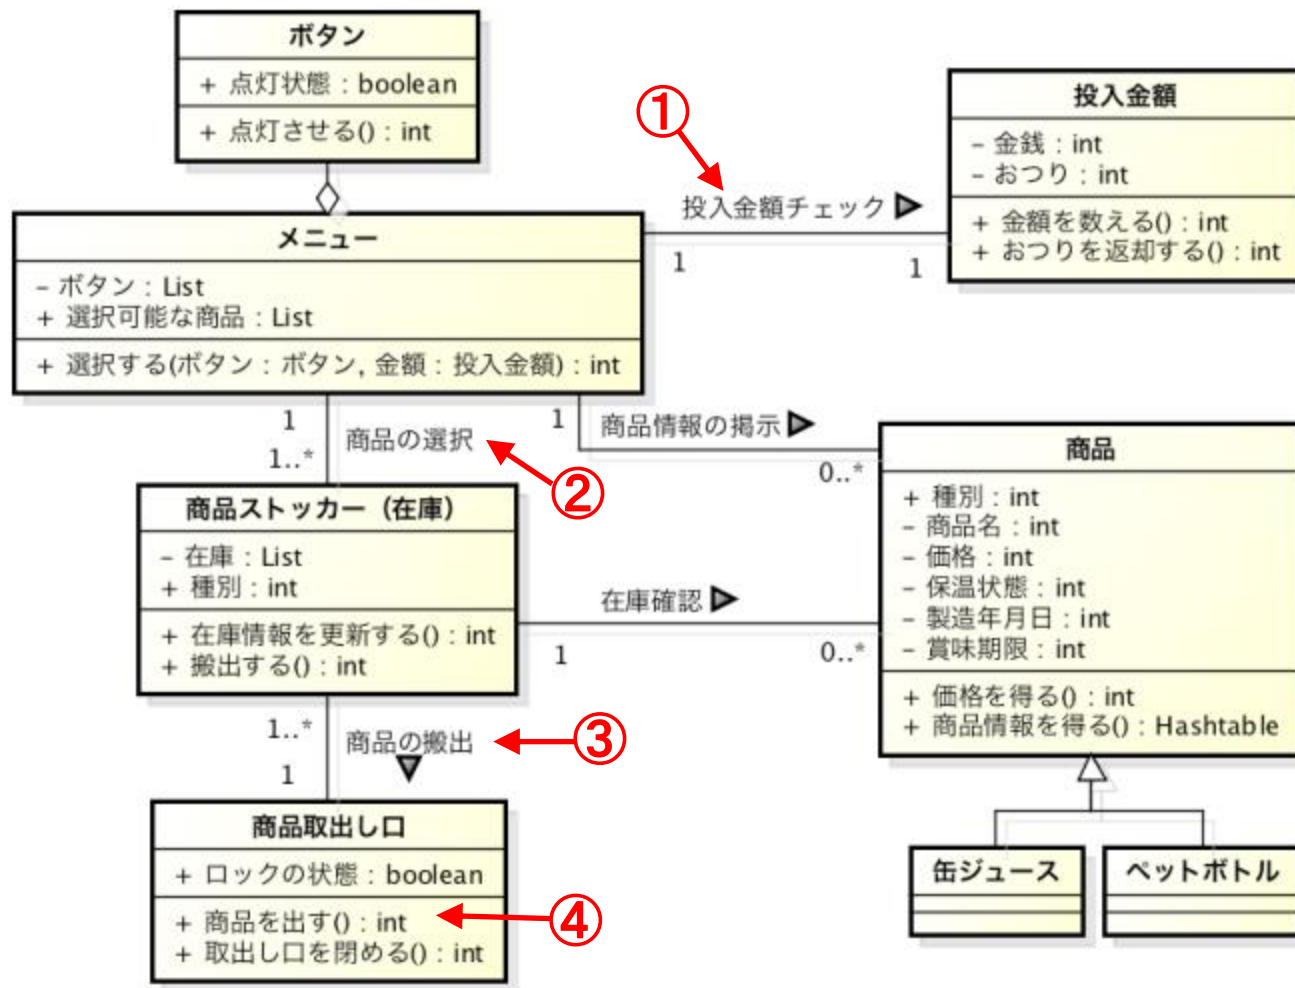 ボタン
+ 点灯状態 : boolean
+ 点灯させる() : int
①
投入金額
- 金銭 : int
- おつり : int
+ 金額を数える() : int
+ おつりを返却する() : int
投入金額チェック
1
1
メニュー
- ボタン : List
+ 選択可能な商品 : List
+ 選択する(ボタン : ボタン, 金額 : 投入金額) : int
1
商品の選択
1..*
②
1
商品情報の掲示
0..*
商品
+ 種別 : int
- 商品名 : int
- 価格 : int
- 保温状態 : int
- 製造年月日 : int
- 賞味期限 : int
+ 価格を得る() : int
+ 商品情報を得る() : Hashtable
商品ストッカー（在庫）
- 在庫 : List
+ 種別 : int
+ 在庫情報を更新する() : int
+ 搬出する() : int
在庫確認
1
0..*
1..*
商品の搬出
③
1
商品取出し口
+ ロックの状態 : boolean
+ 商品を出す() : int
+ 取出し口を閉める() : int
④
缶ジュース
ペットボトル